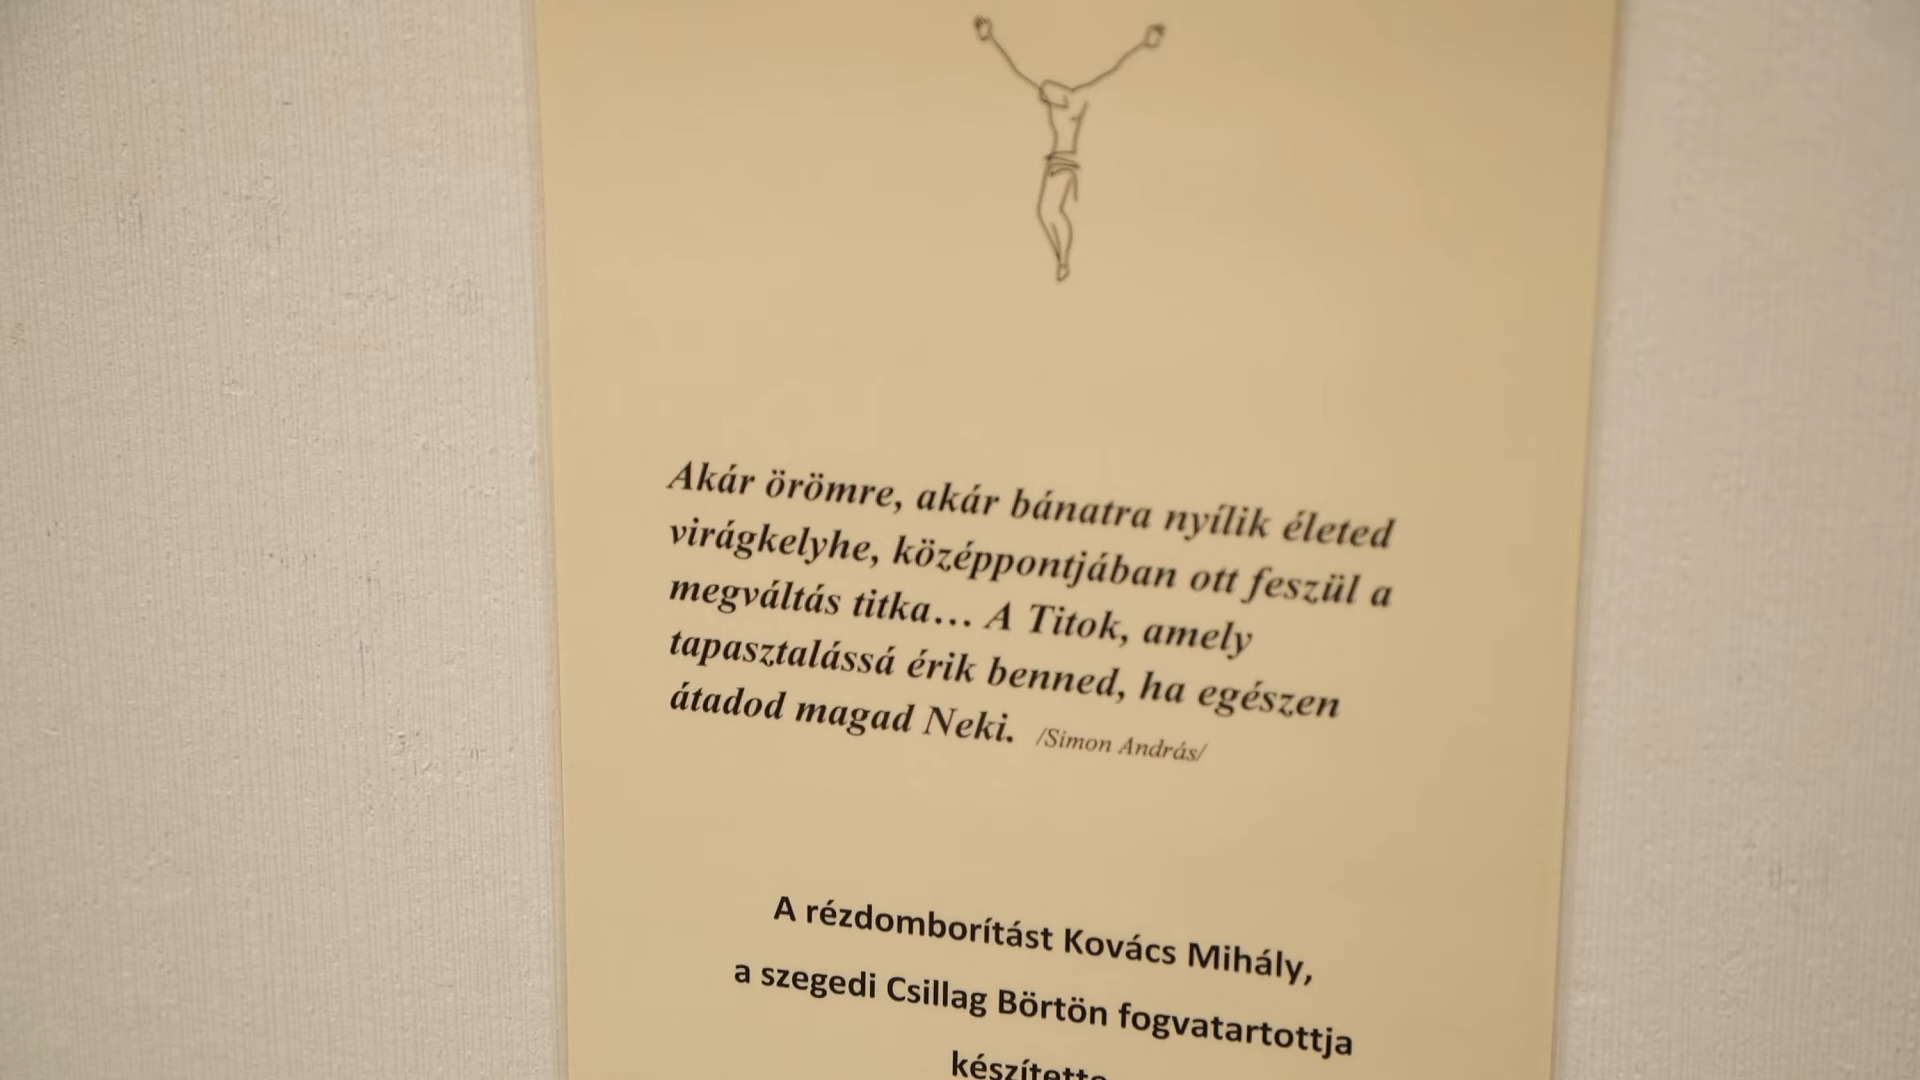 Akár örömre, akár bánatra nyílik életed
virágkelyhe, középpontjában ott feszül a
megváltás titka... A Titok, amely
tapasztalássá érik benned, ha egészen
átadod magad Neki. /Simon András/
A rézdomborítást Kovács Mihály,
a szegedi Csillag Börtön fogvatartottja
készítette